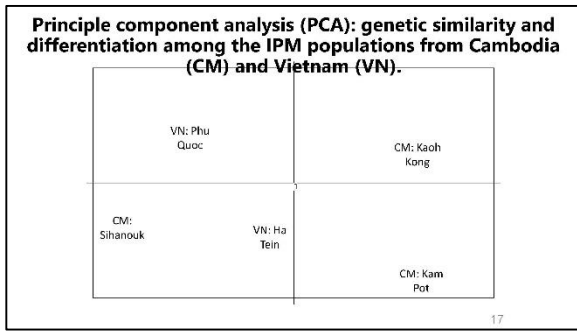 Principle component analysis (PCA): genetic similarity and
differentiation among the IPM populations from Cambodia
(CM) and Vietnam (VN).
VN: Phu
Quoc
CM: Kaoh
Kong
CM:
Sihanouk
VN: Ha
Tein
CM: Kam
Pot
17